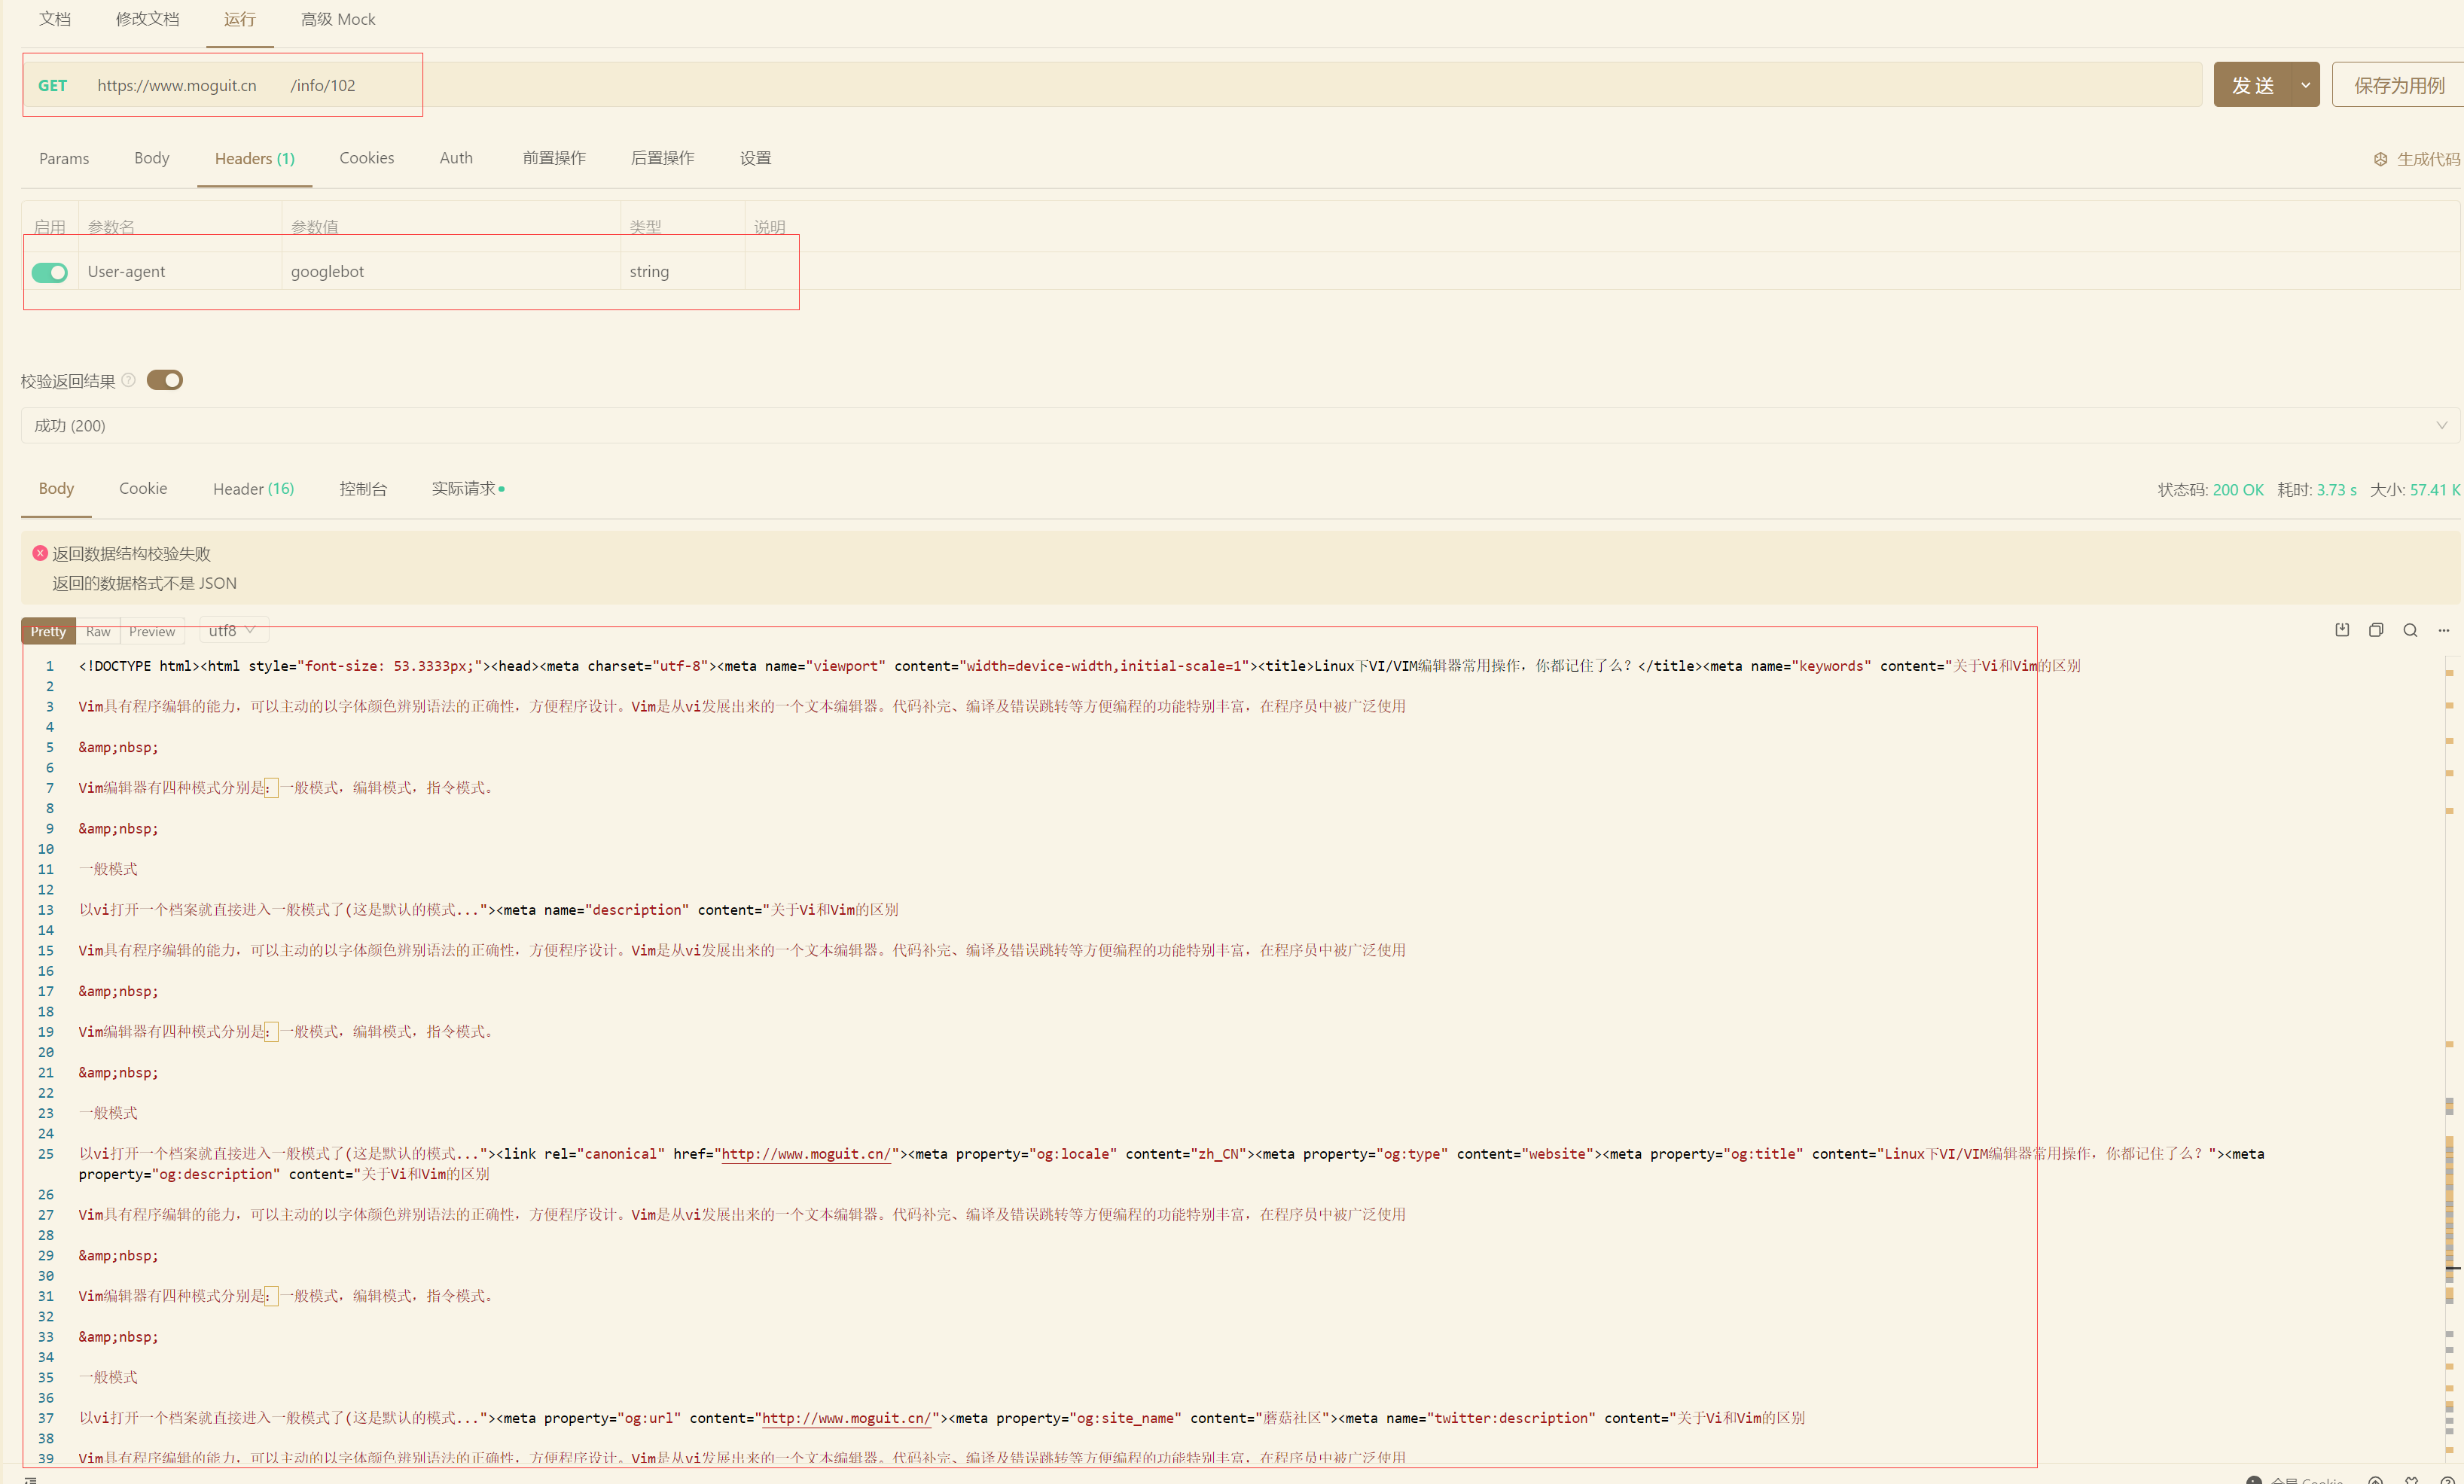 文档 修改文档 运行 高级 Mock
GET https://www.moguit.cn /info/102 发 送 保存为用例
Params Body Headers (1) Cookies Auth 前置操作 后置操作 设置 生成代码
启用 参数名 参数值 类型 说明
User-agent googlebot string
校验返回结果 ?
成功 (200)
Body Cookie Header (16) 控制台 实际请求 状态码: 200 OK 耗时: 3.73 s 大小: 57.41 K
返回数据结构校验失败
返回的数据格式不是 JSON
Pretty Raw Preview utf8
1 <!DOCTYPE html><html style="font-size: 53.3333px;"><head><meta charset="utf-8"><meta name="viewport" content="width=device-width,initial-scale=1"><title>Linux下VI/VIM编辑器常用操作，你都记住了么？</title><meta name="keywords" content="关于Vi和Vim的区别
2
3 Vim具有程序编辑的能力，可以主动的以字体颜色辨别语法的正确性，方便程序设计。Vim是从vi发展出来的一个文本编辑器。代码补完、编译及错误跳转等方便编程的功能特别丰富，在程序员中被广泛使用
4
5 &amp;nbsp;
6
7 Vim编辑器有四种模式分别是：一般模式，编辑模式，指令模式。
8
9 &amp;nbsp;
10
11 一般模式
12
13 以vi打开一个档案就直接进入一般模式了(这是默认的模式..."><meta name="description" content="关于Vi和Vim的区别
14
15 Vim具有程序编辑的能力，可以主动的以字体颜色辨别语法的正确性，方便程序设计。Vim是从vi发展出来的一个文本编辑器。代码补完、编译及错误跳转等方便编程的功能特别丰富，在程序员中被广泛使用
16
17 &amp;nbsp;
18
19 Vim编辑器有四种模式分别是：一般模式，编辑模式，指令模式。
20
21 &amp;nbsp;
22
23 一般模式
24
25 以vi打开一个档案就直接进入一般模式了(这是默认的模式..."><link rel="canonical" href="http://www.moguit.cn/"><meta property="og:locale" content="zh_CN"><meta property="og:type" content="website"><meta property="og:title" content="Linux下VI/VIM编辑器常用操作，你都记住了么？"><meta
property="og:description" content="关于Vi和Vim的区别
26
27 Vim具有程序编辑的能力，可以主动的以字体颜色辨别语法的正确性，方便程序设计。Vim是从vi发展出来的一个文本编辑器。代码补完、编译及错误跳转等方便编程的功能特别丰富，在程序员中被广泛使用
28
29 &amp;nbsp;
30
31 Vim编辑器有四种模式分别是：一般模式，编辑模式，指令模式。
32
33 &amp;nbsp;
34
35 一般模式
36
37 以vi打开一个档案就直接进入一般模式了(这是默认的模式..."><meta property="og:url" content="http://www.moguit.cn/"><meta property="og:site_name" content="蘑菇社区"><meta name="twitter:description" content="关于Vi和Vim的区别
38
39 Vim具有程序编辑的能力，可以主动的以字体颜色辨别语法的正确性，方便程序设计。Vim是从vi发展出来的一个文本编辑器。代码补完、编译及错误跳转等方便编程的功能特别丰富，在程序员中被广泛使用